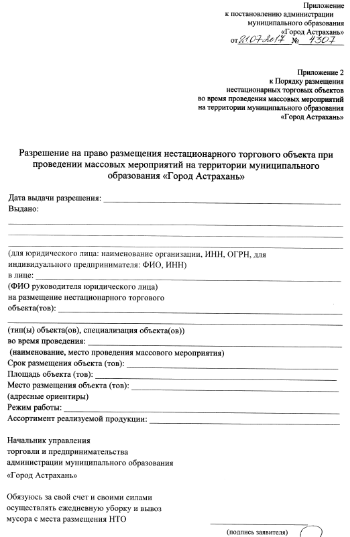 Приложение
к постановлению администрации
муниципального образования
«Город Астрахань»
от 21.07.2017 № 4307
Приложение 2
к Порядку размещения
нестационарных торговых объектов
во время проведения массовых мероприятий
на территории муниципального образования
«Город Астрахань»
Разрешение на право размещения нестационарного торгового объекта при
проведении массовых мероприятий на территории муниципального
образования «Город Астрахань»
Дата выдачи разрешения:
Выдано:
(для юридического лица: наименование организации, ИНН, ОГРН, для
индивидуального предпринимателя: ФИО, ИНН)
в лице:
(ФИО руководителя юридического лица)
на размещение нестационарного торгового
объекта(тов):
(тип(ы) объекта(ов), специализация объекта(ов))
во время проведения:
(наименование, место проведения массового мероприятия)
Срок размещения объекта (тов):
Площадь объекта (тов):
Место размещения объекта (тов):
(адресные ориентиры)
Режим работы:
Ассортимент реализуемой продукции:
Начальник управления
торговли и предпринимательства
администрации муниципального образования
«Город Астрахань»
Обязуюсь за свой счет и своими силами
осуществлять ежедневную уборку и вывоз
мусора с места размещения НТО
(подпись заявителя)